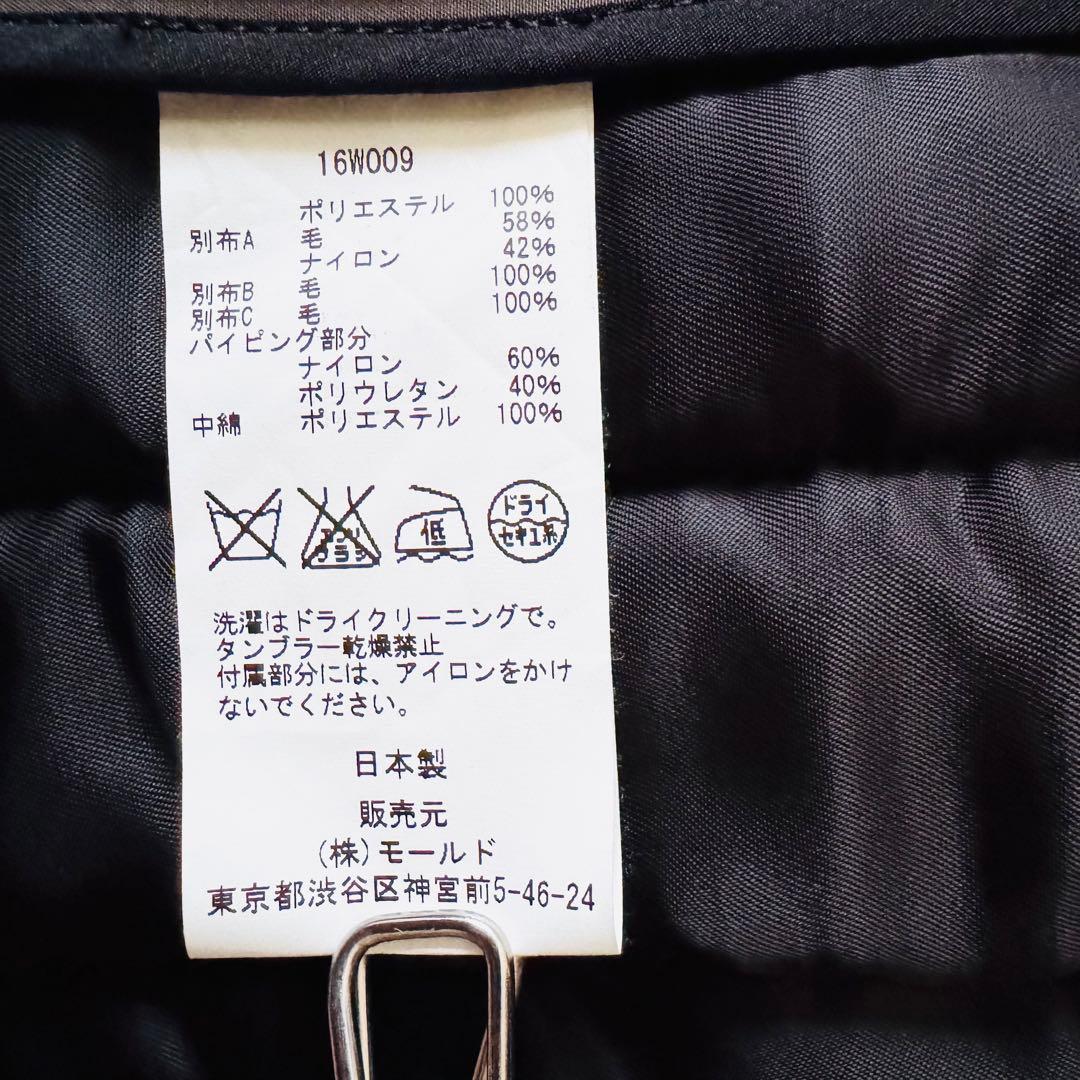 16W009
ポリエステル 100%
別布A 毛 58%
ナイロン 42%
別布B 毛 100%
別布C 毛 100%
パイピング部分
ナイロン 60%
ポリウレタン 40%
中綿 ポリエステル 100%
エンソ
ブラシ
低
ドライ
セキユ系
洗濯はドライクリーニングで。
タンブラー乾燥禁止
付属部分には、アイロンをかけ
ないでください。
日本製
販売元
(株)モールド
東京都渋谷区神宮前5-46-24